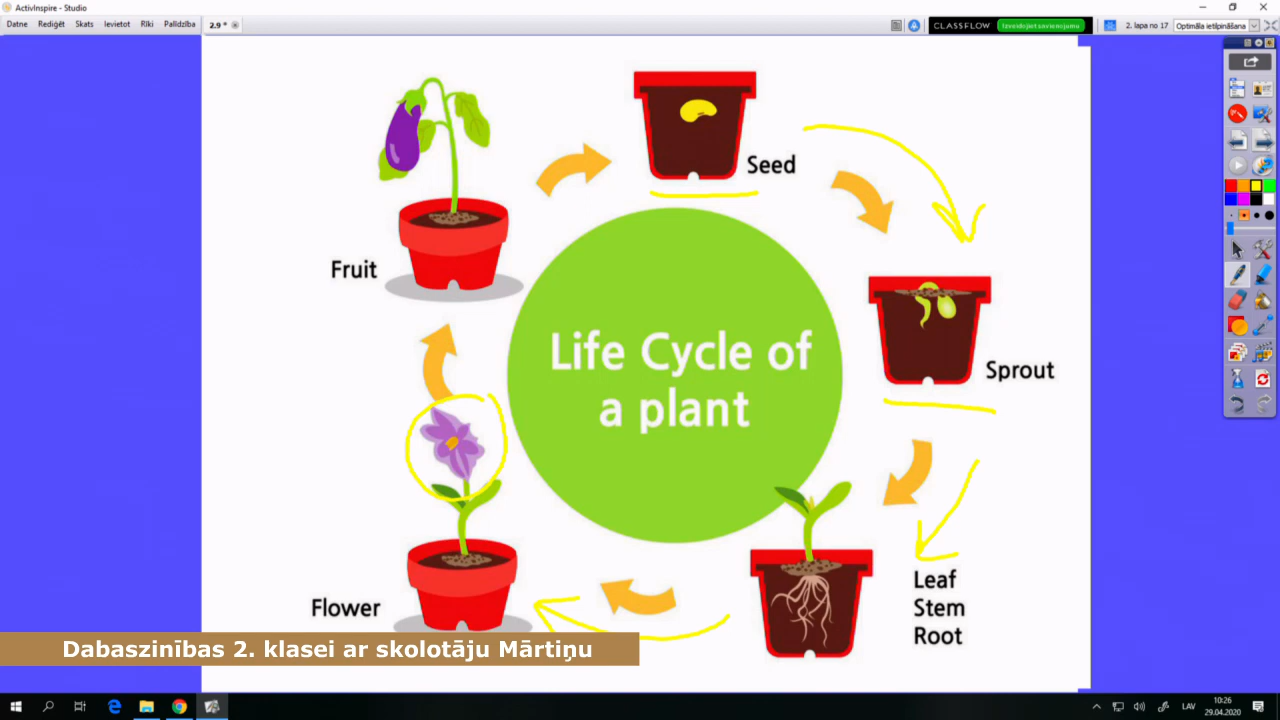 ActivInspire - Studio
Datne Rediģēt Skats Ievietot Rīki Palīdzība
2.9 *
CLASSFLOW
Izveidojiet savienojumu
2. lapa no 17
Optimāla ietilpināšana
Seed
Fruit
Life Cycle of
a plant
Sprout
Leaf
Stem
Root
Flower
Dabaszinības 2. klasei ar skolotāju Mārtiņu
LAV
10:26
29.04.2020